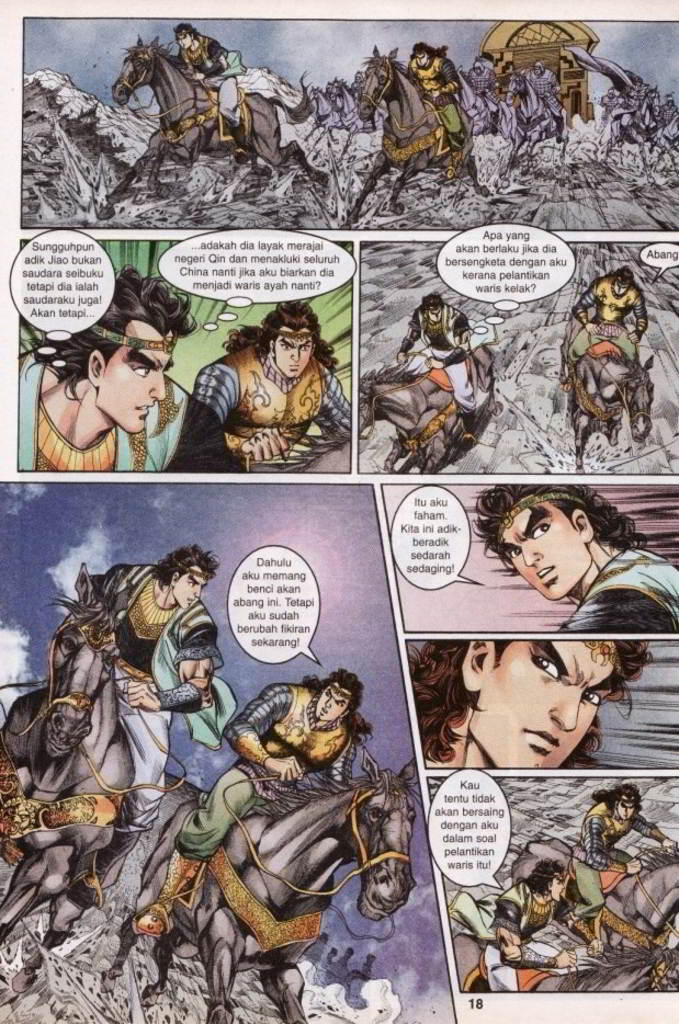 Sungguhpun
adik Jiao bukan
saudara seibuku
tetapi dia ialah
saudaraku juga!
Akan tetapi...
...adakah dia layak merajai
negeri Qin dan menakluki seluruh
China nanti jika aku biarkan dia
menjadi waris ayah nanti?
Apa yang
akan berlaku jika dia
bersengketa dengan aku
kerana pelantikan
waris kelak?
Abang
Dahulu
aku memang
benci akan
abang ini. Tetapi
aku sudah
berubah fikiran
sekarang!
Itu aku
faham.
Kita ini adik-
beradik
sedarah
sedaging!
Kau
tentu tidak
akan bersaing
dengan aku
dalam soal
pelantikan
waris itu!
18